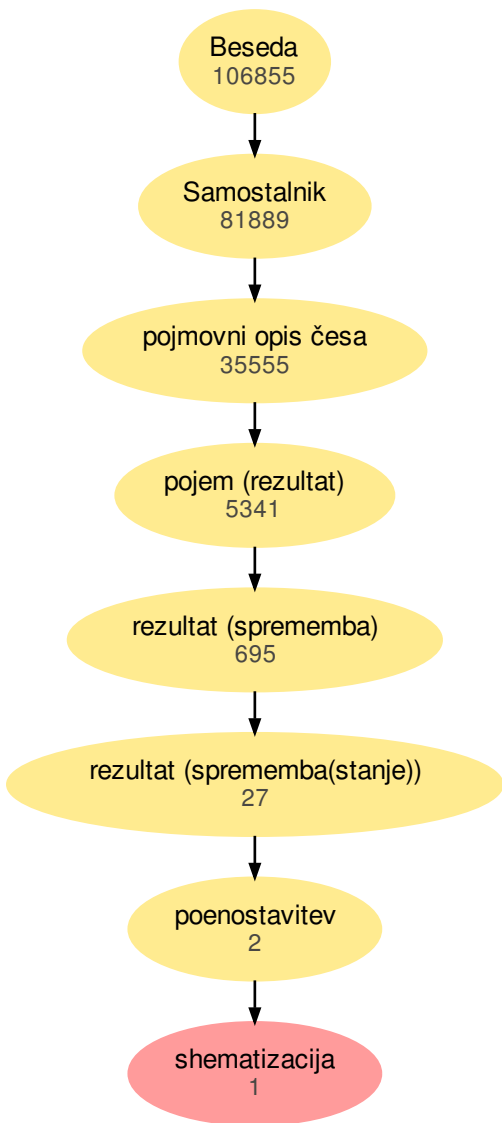 Beseda
106855
Samostalnik
81889
pojmovni opis česa
35555
pojem (rezultat)
5341
rezultat (sprememba)
695
rezultat (sprememba(stanje))
27
poenostavitev
2
shematizacija
1